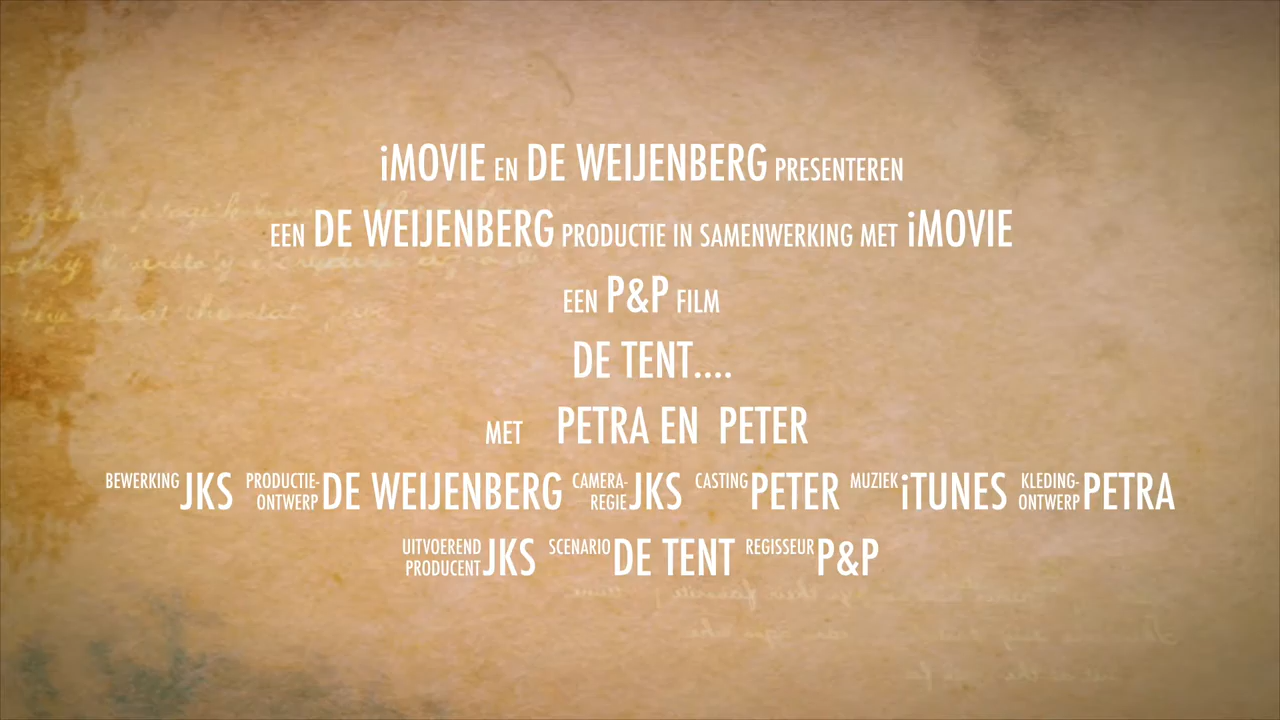 iMOVIE EN DE WEIJENBERG PRESENTEREN
EEN DE WEIJENBERG PRODUCTIE IN SAMENWERKING MET iMOVIE
EEN P&P FILM
DE TENT....
MET PETRA EN PETER
BEWERKING JKS PRODUCTIE-ONTWERP DE WEIJENBERG CAMERA-REGIE JKS CASTING PETER MUZIEK iTUNES KLEDING-ONTWERP PETRA
UITVOEREND PRODUCENT JKS SCENARIO DE TENT REGISSEUR P&P